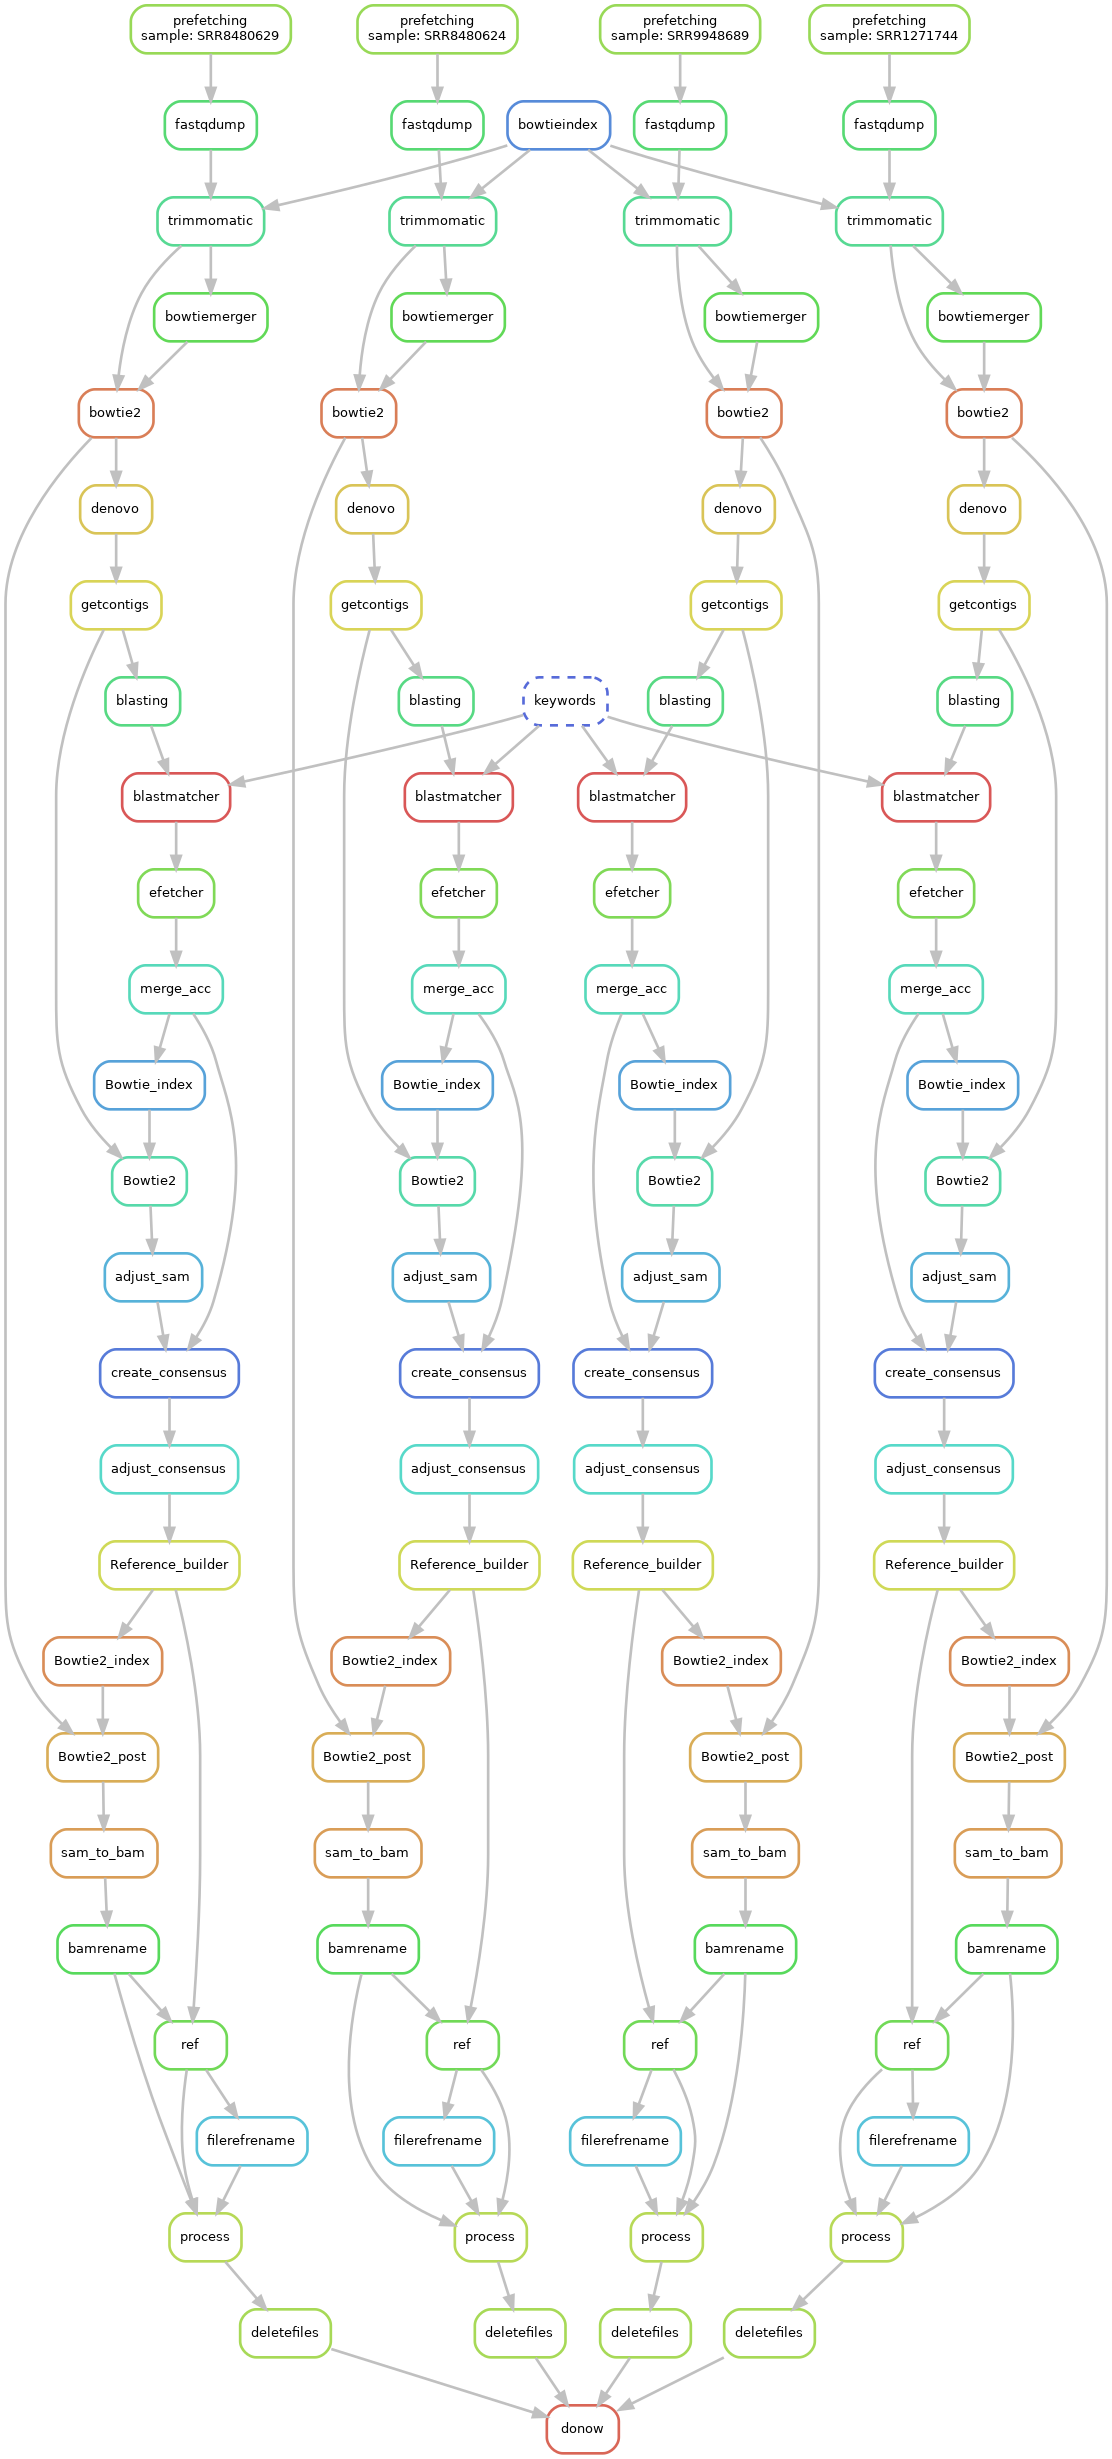 prefetching
sample: SRR8480629
prefetching
sample: SRR8480624
prefetching
sample: SRR9948689
prefetching
sample: SRR1271744
fastqdump
fastqdump
bowtieindex
fastqdump
fastqdump
trimmomatic
trimmomatic
trimmomatic
trimmomatic
bowtiemerger
bowtiemerger
bowtiemerger
bowtiemerger
bowtie2
bowtie2
bowtie2
bowtie2
denovo
denovo
denovo
denovo
getcontigs
getcontigs
getcontigs
getcontigs
blasting
blasting
keywords
blasting
blasting
blastmatcher
blastmatcher
blastmatcher
blastmatcher
efetcher
efetcher
efetcher
efetcher
merge_acc
merge_acc
merge_acc
merge_acc
Bowtie_index
Bowtie_index
Bowtie_index
Bowtie_index
Bowtie2
Bowtie2
Bowtie2
Bowtie2
adjust_sam
adjust_sam
adjust_sam
adjust_sam
create_consensus
create_consensus
create_consensus
create_consensus
adjust_consensus
adjust_consensus
adjust_consensus
adjust_consensus
Reference_builder
Reference_builder
Reference_builder
Reference_builder
Bowtie2_index
Bowtie2_index
Bowtie2_index
Bowtie2_index
Bowtie2_post
Bowtie2_post
Bowtie2_post
Bowtie2_post
sam_to_bam
sam_to_bam
sam_to_bam
sam_to_bam
bamrename
bamrename
bamrename
bamrename
ref
ref
ref
ref
filerefrename
filerefrename
filerefrename
filerefrename
process
process
process
process
deletefiles
deletefiles
deletefiles
deletefiles
donow